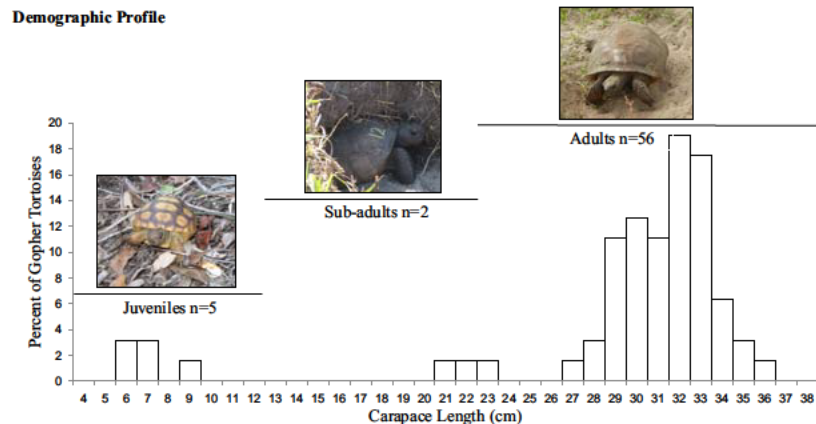 Demographic Profile
Adults n=56
Sub-adults n=2
12
Juveniles n=5
Percent of Gopher Tortoises
20
18
16
14
12
10
8
6
4
2
0
4 5 6 7 8 9 10 11 12 13 14 15 16 17 18 19 20 21 22 23 24 25 26 27 28 29 30 31 32 33 34 35 36 37 38
Carapace Length (cm)